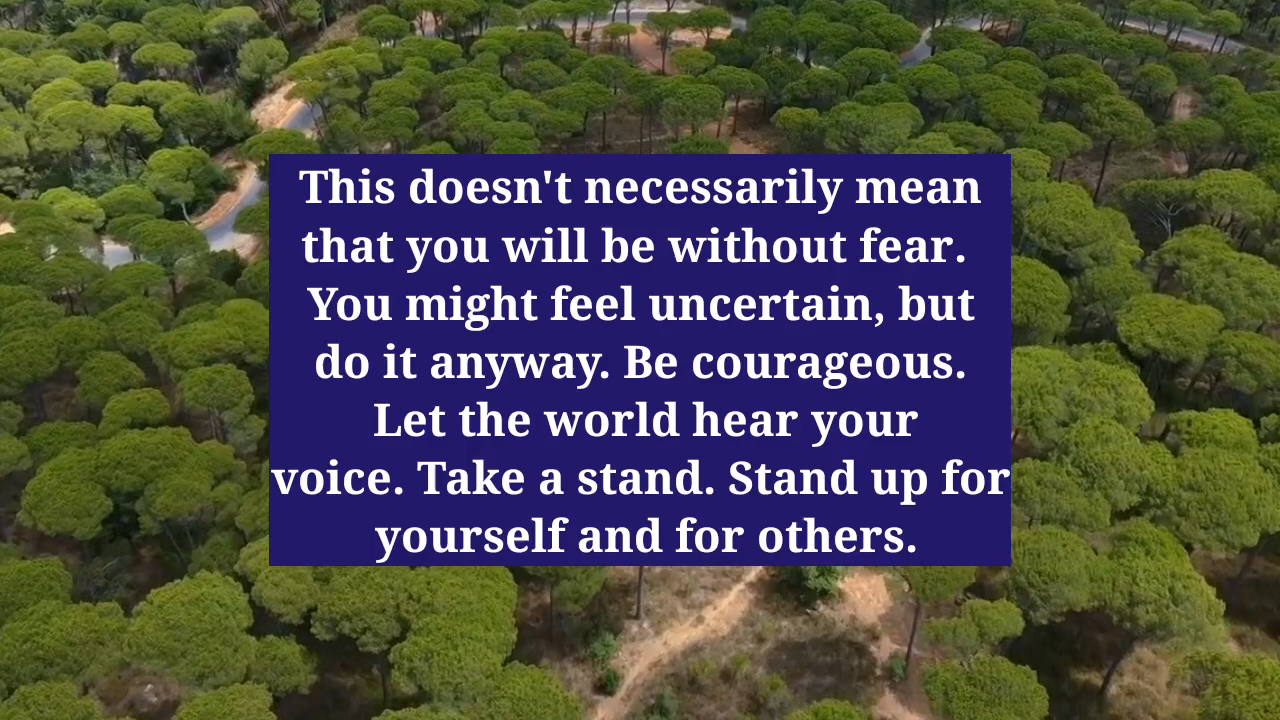 This doesn't necessarily mean
that you will be without fear.
You might feel uncertain, but
do it anyway. Be courageous.
Let the world hear your
voice. Take a stand. Stand up for
yourself and for others.